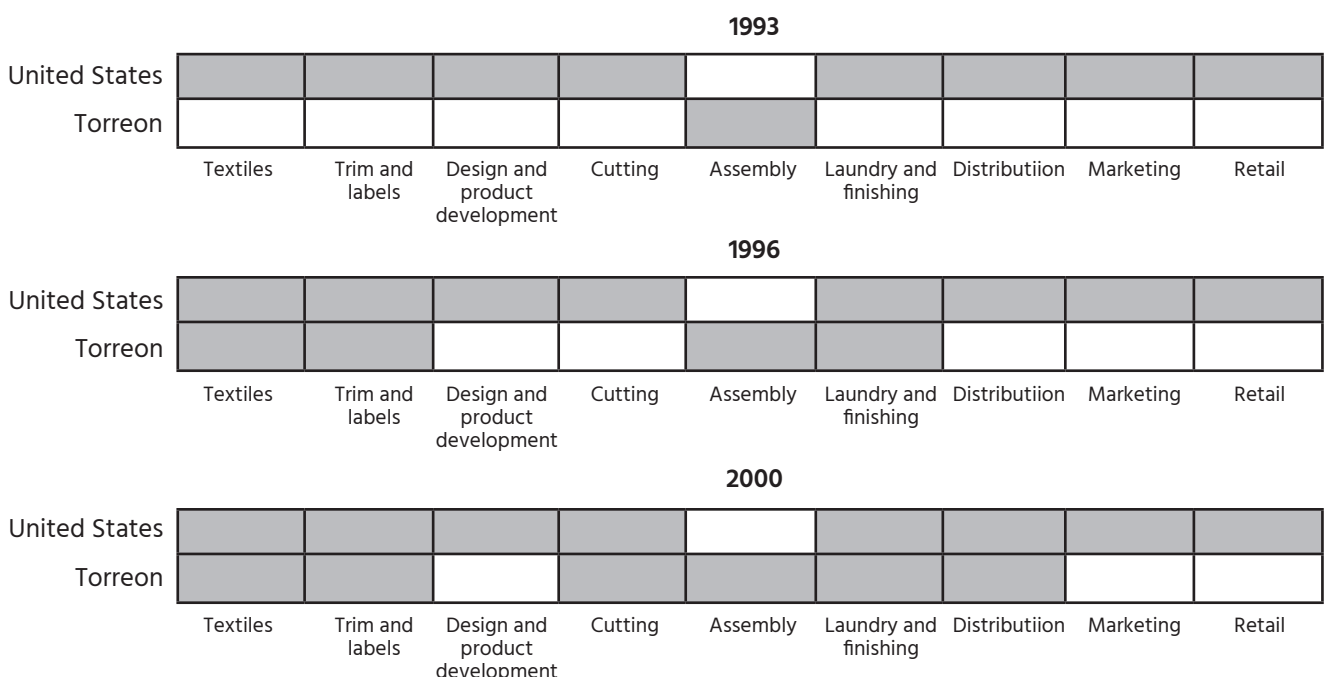 1993
United States
Torreon
Textiles Trim and Design and Cutting Assembly Laundry and Distributiion Marketing Retail
labels product finishing
development
1996
United States
Torreon
Textiles Trim and Design and Cutting Assembly Laundry and Distributiion Marketing Retail
labels product finishing
development
2000
United States
Torreon
Textiles Trim and Design and Cutting Assembly Laundry and Distributiion Marketing Retail
labels product finishing
development